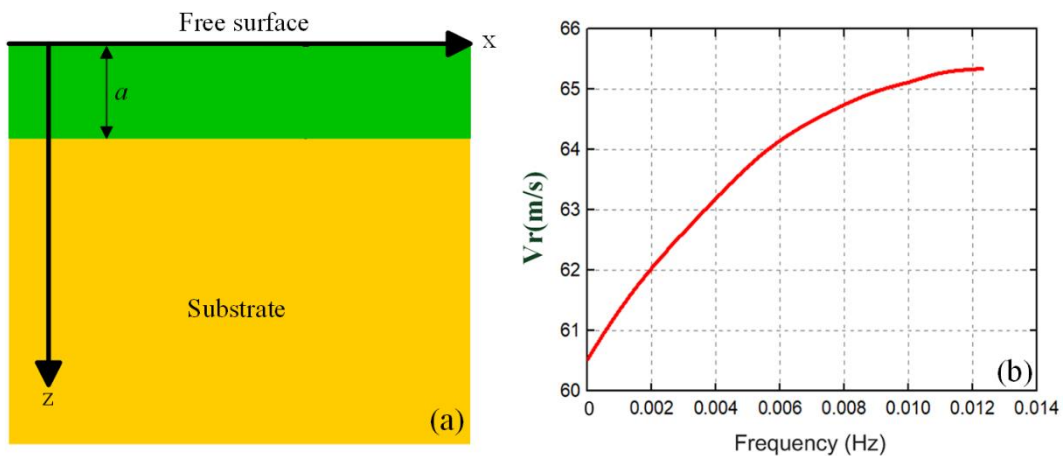 Free surface
X
a
Substrate
Z
(a)
66
65
64
63
62
61
60
Vr(m/s)
0 0.002 0.004 0.006 0.008 0.010 0.012 0.014
Frequency (Hz)
(b)